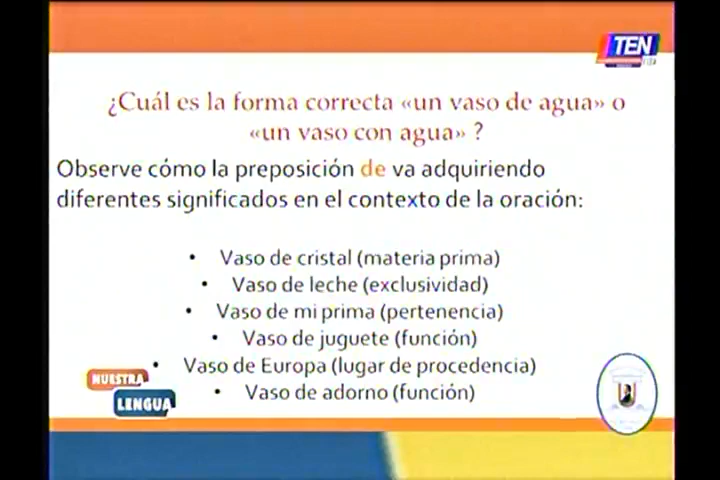 TEN
¿Cuál es la forma correcta «un vaso de agua» o
«un vaso con agua» ?
Observe cómo la preposición de va adquiriendo
diferentes significados en el contexto de la oración:
• Vaso de cristal (materia prima)
• Vaso de leche (exclusividad)
• Vaso de mi prima (pertenencia)
• Vaso de juguete (función)
• Vaso de Europa (lugar de procedencia)
• Vaso de adorno (función)
NUESTRA
LENGUA